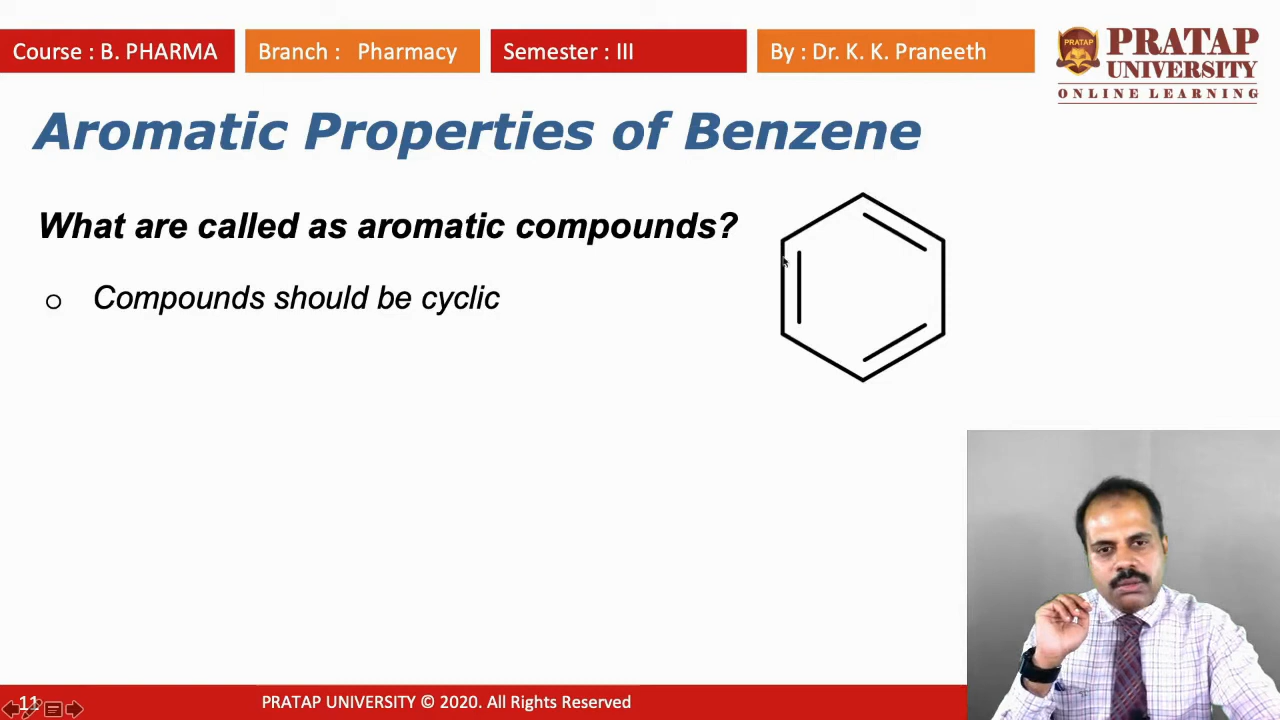 Course : B. PHARMA
Branch : Pharmacy
Semester : III
By : Dr. K. K. Praneeth
PRATAP
PRATAP
UNIVERSITY
ONLINE LEARNING
Aromatic Properties of Benzene
What are called as aromatic compounds?
o Compounds should be cyclic
11
PRATAP UNIVERSITY © 2020. All Rights Reserved